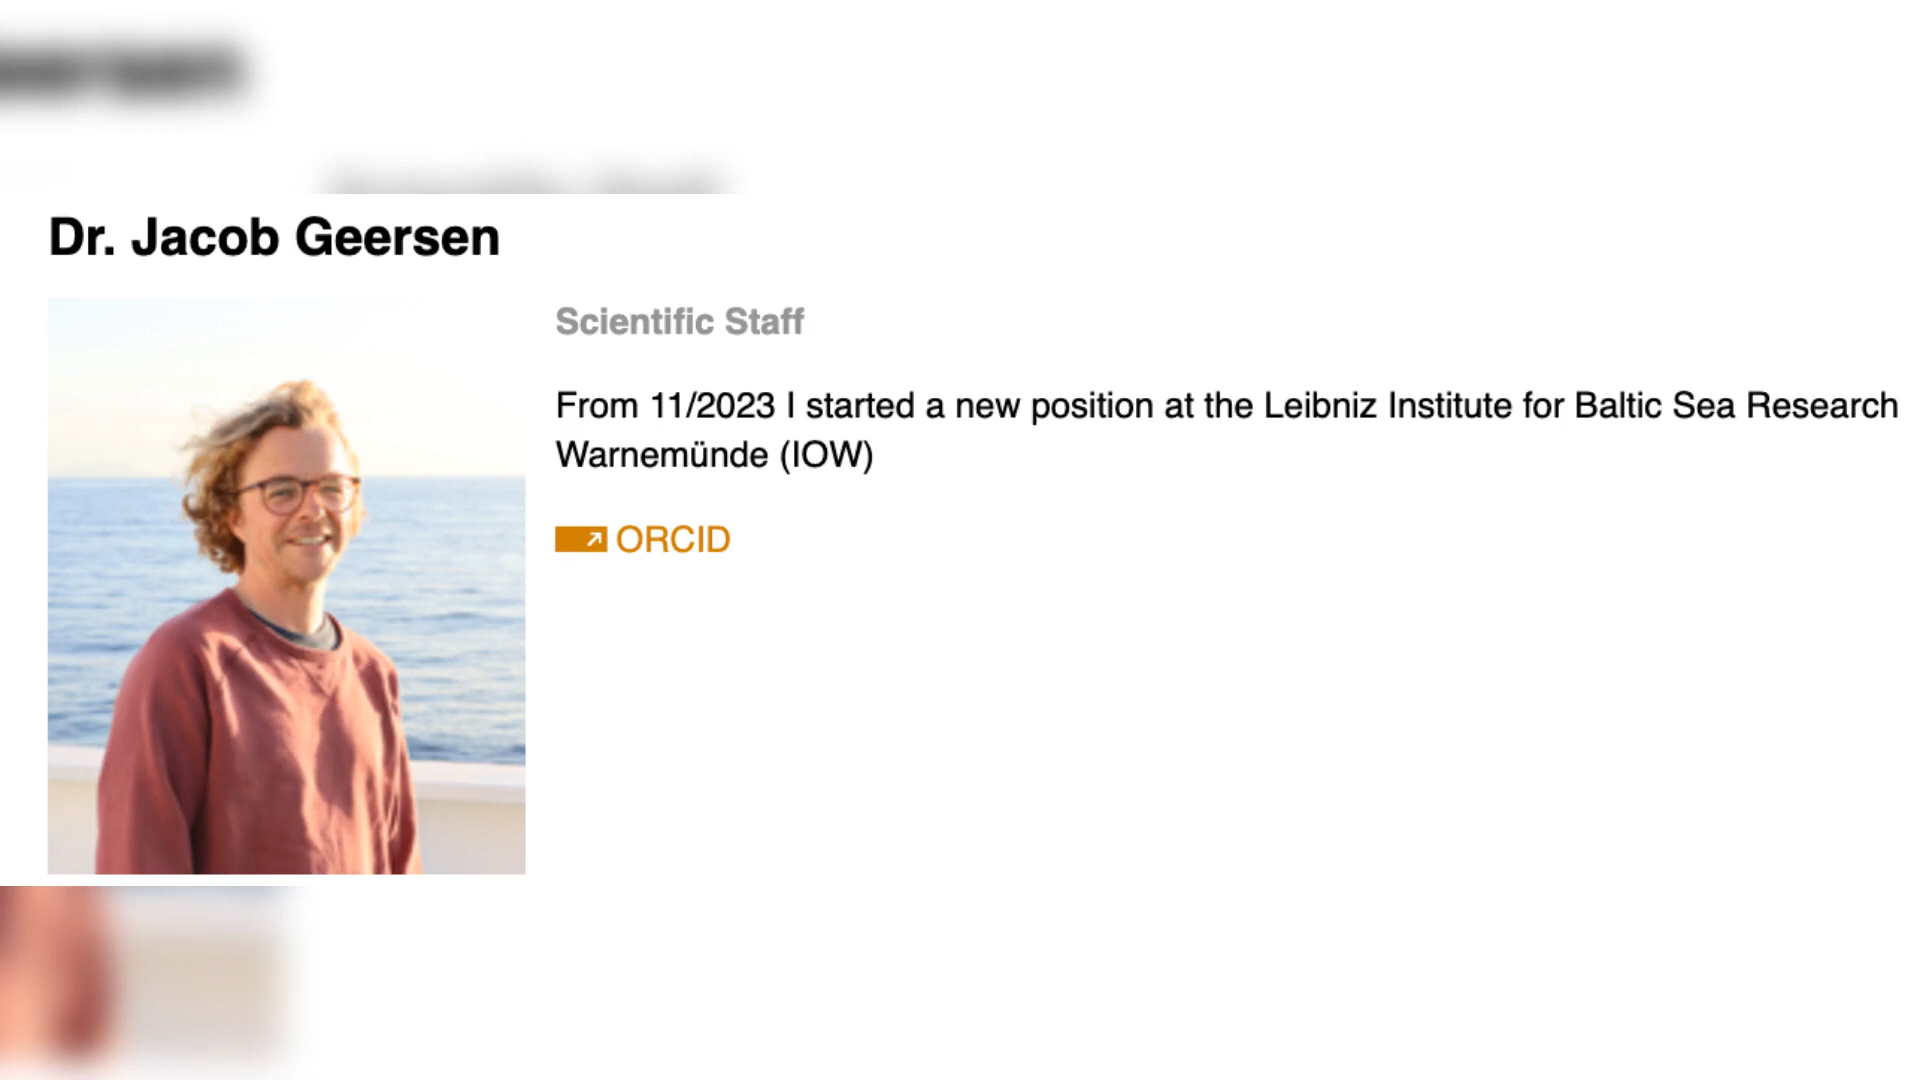 Dr. Jacob Geersen
Scientific Staff
From 11/2023 I started a new position at the Leibniz Institute for Baltic Sea Research
Warnemünde (IOW)
ORCID